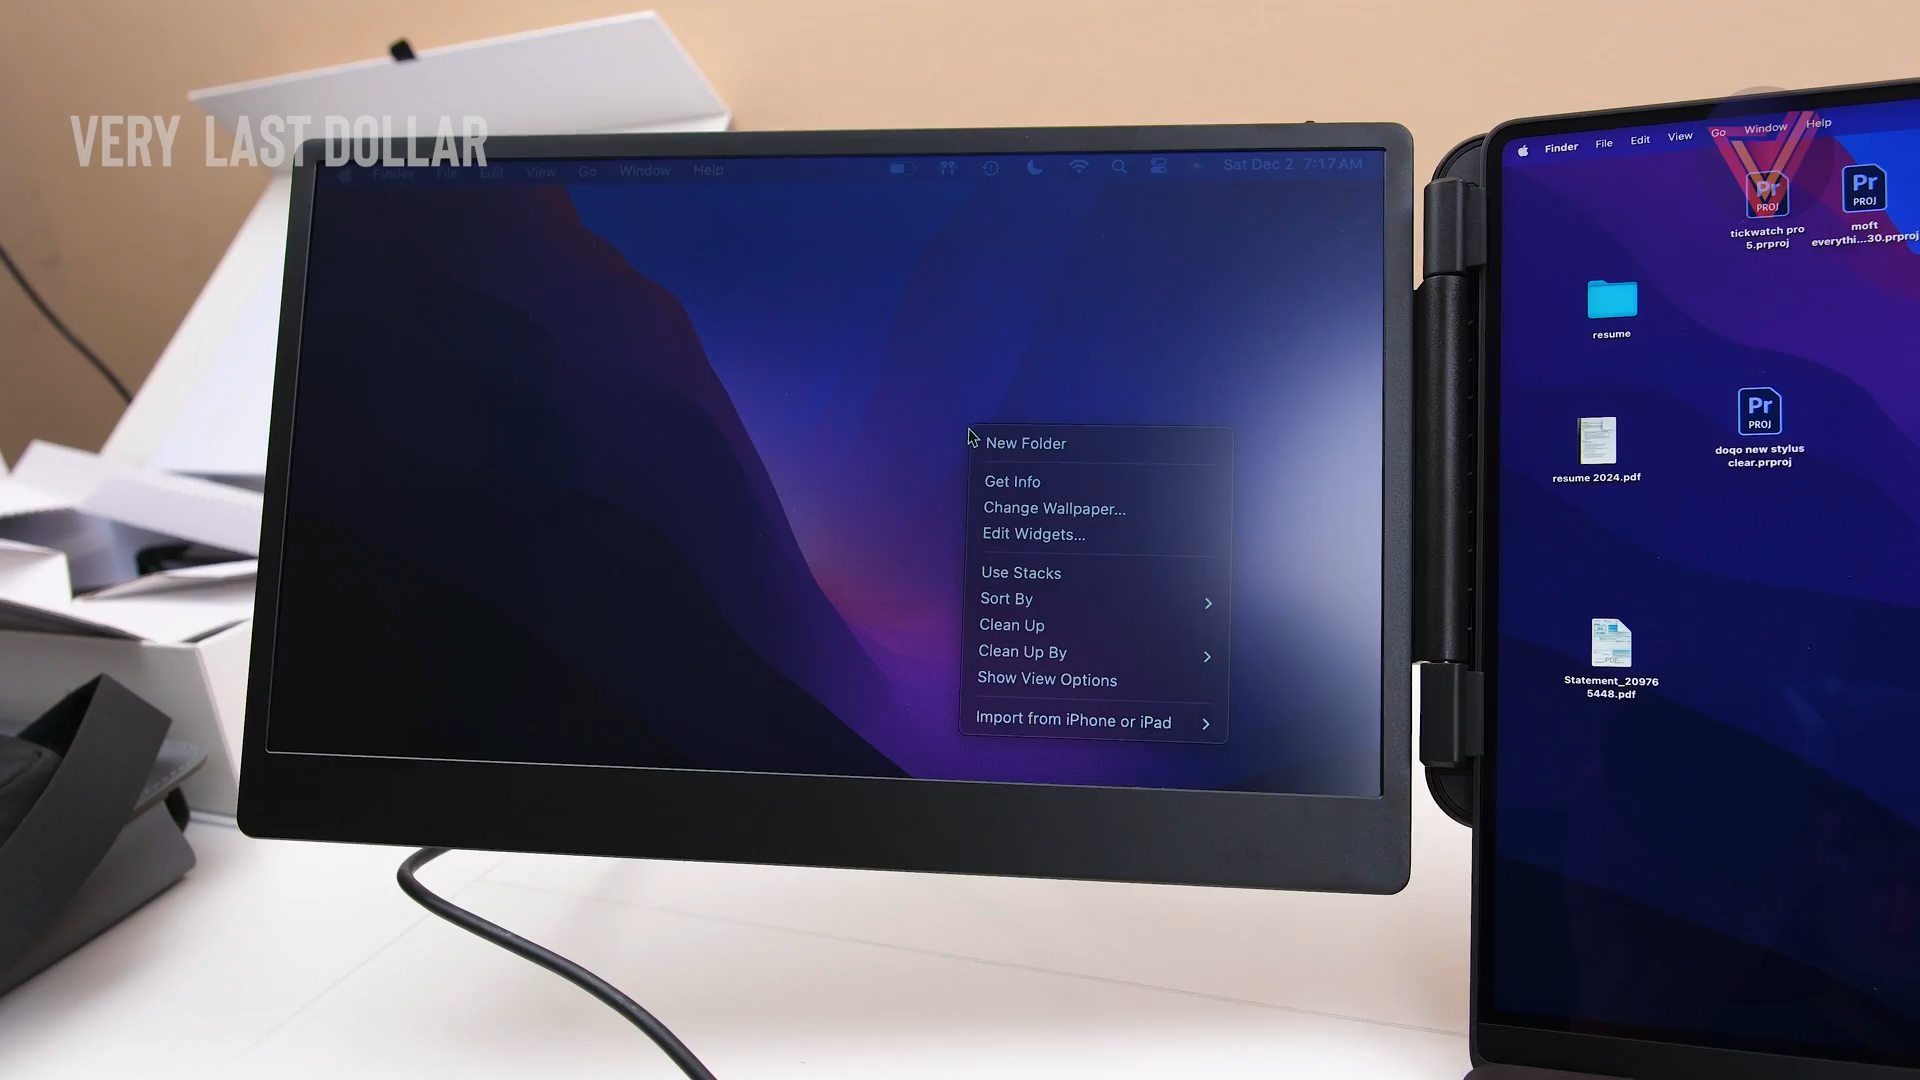 VERY LAST DOLLAR
Finder File Edit View Go Window Help
Sat Dec 2 7:17 AM
New Folder
Get Info
Change Wallpaper...
Edit Widgets...
Use Stacks
Sort By
Clean Up
Clean Up By
Show View Options
Import from iPhone or iPad
Finder File Edit View Go Window Help
Pr
PROJ
tickwatch pro
5.prproj
Pr
PROJ
moft
everythi...30.prproj
resume
resume 2024.pdf
Pr
PROJ
doqo new stylus
clear.prproj
PDF
Statement_20976
5448.pdf